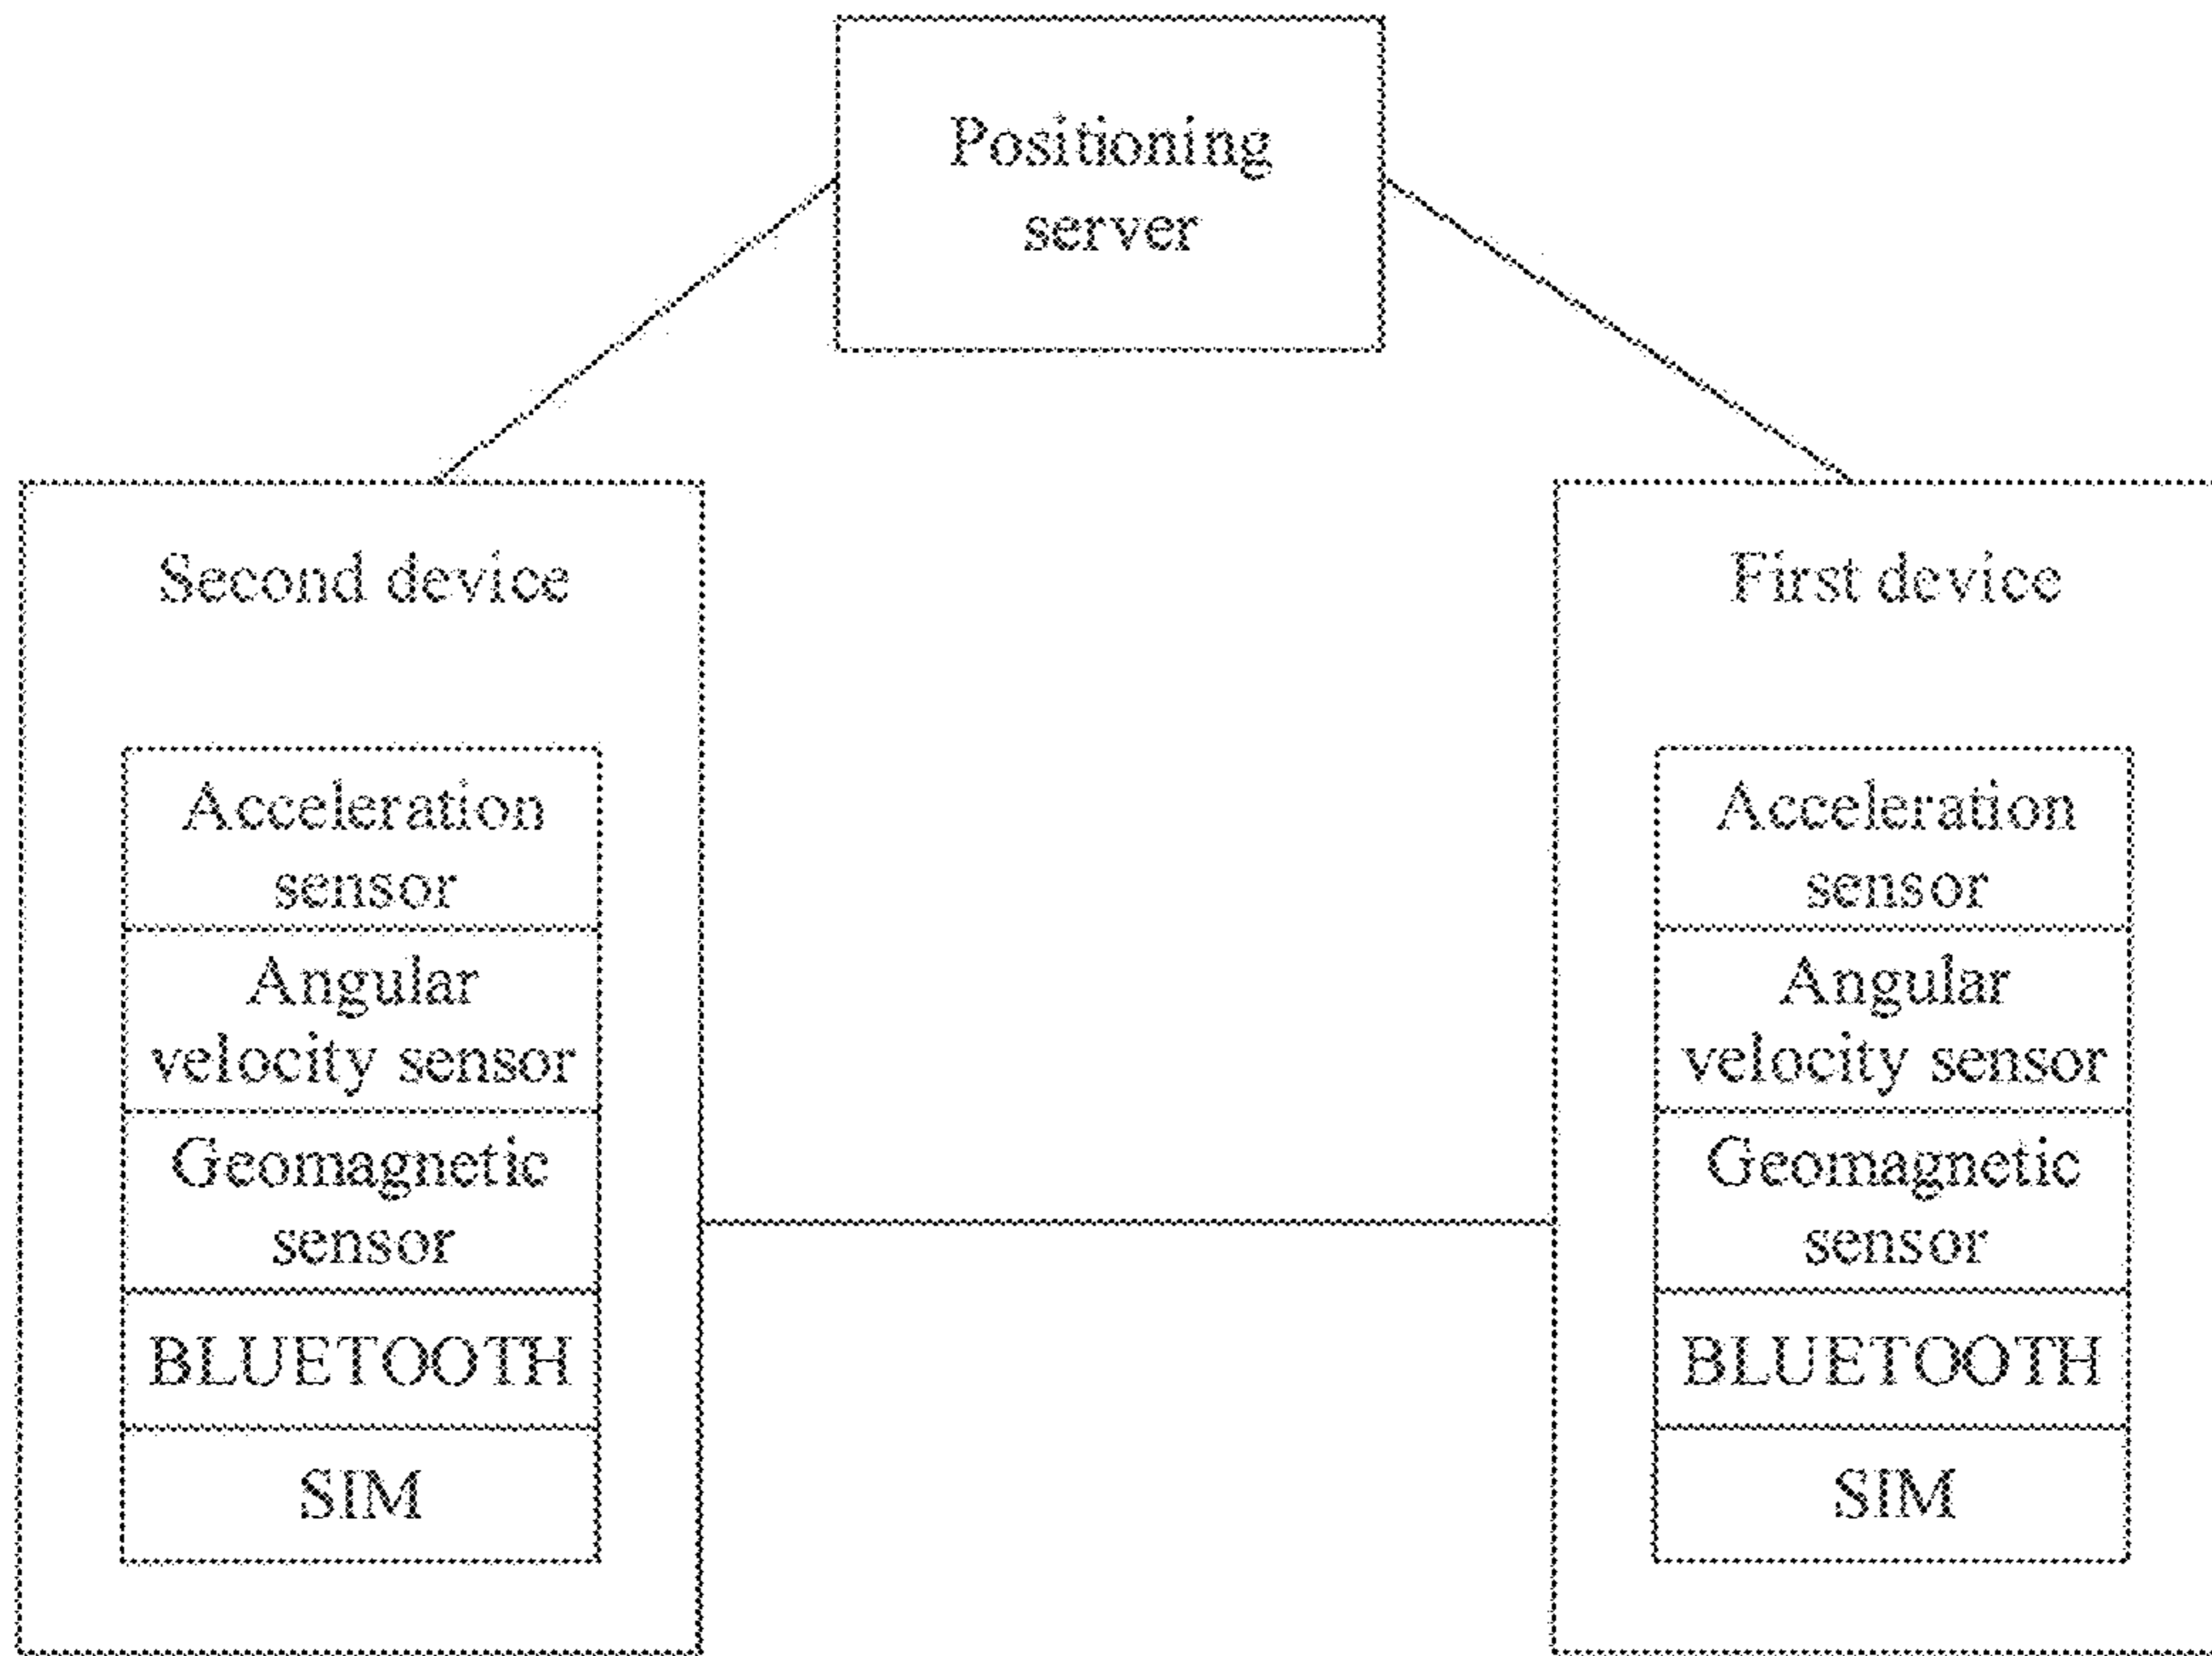 Positioning
server
Second device
Acceleration
sensor
Angular
velocity sensor
Geomagnetic
sensor
BLUETOOTH
SIM
First device
Acceleration
sensor
Angular
velocity sensor
Geomagnetic
sensor
BLUETOOTH
SIM